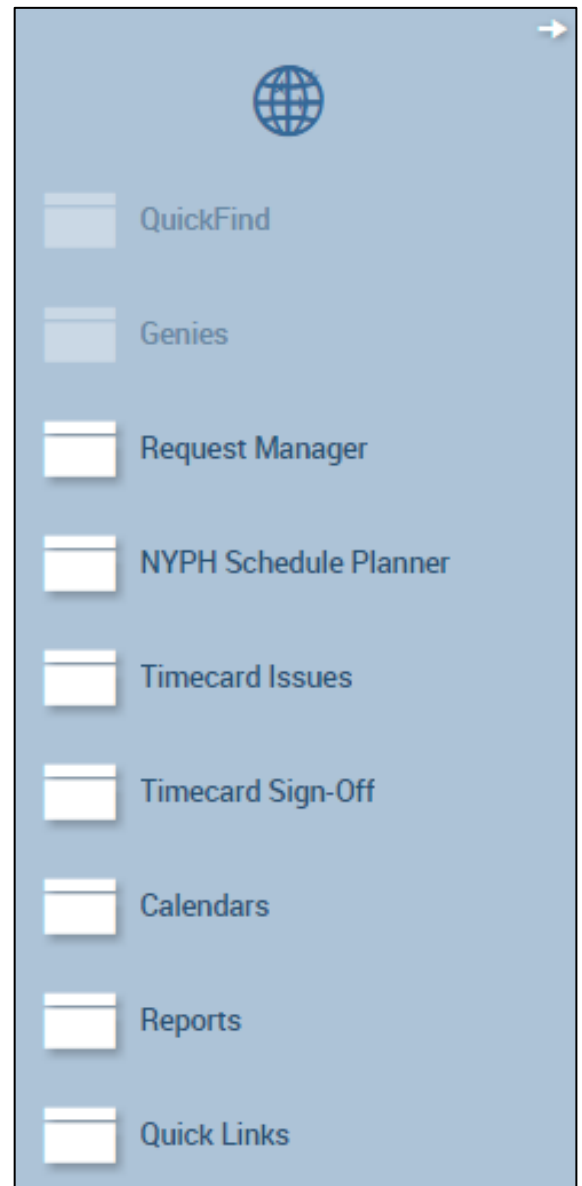 QuickFind
Genies
Request Manager
NYPH Schedule Planner
Timecard Issues
Timecard Sign-Off
Calendars
Reports
Quick Links